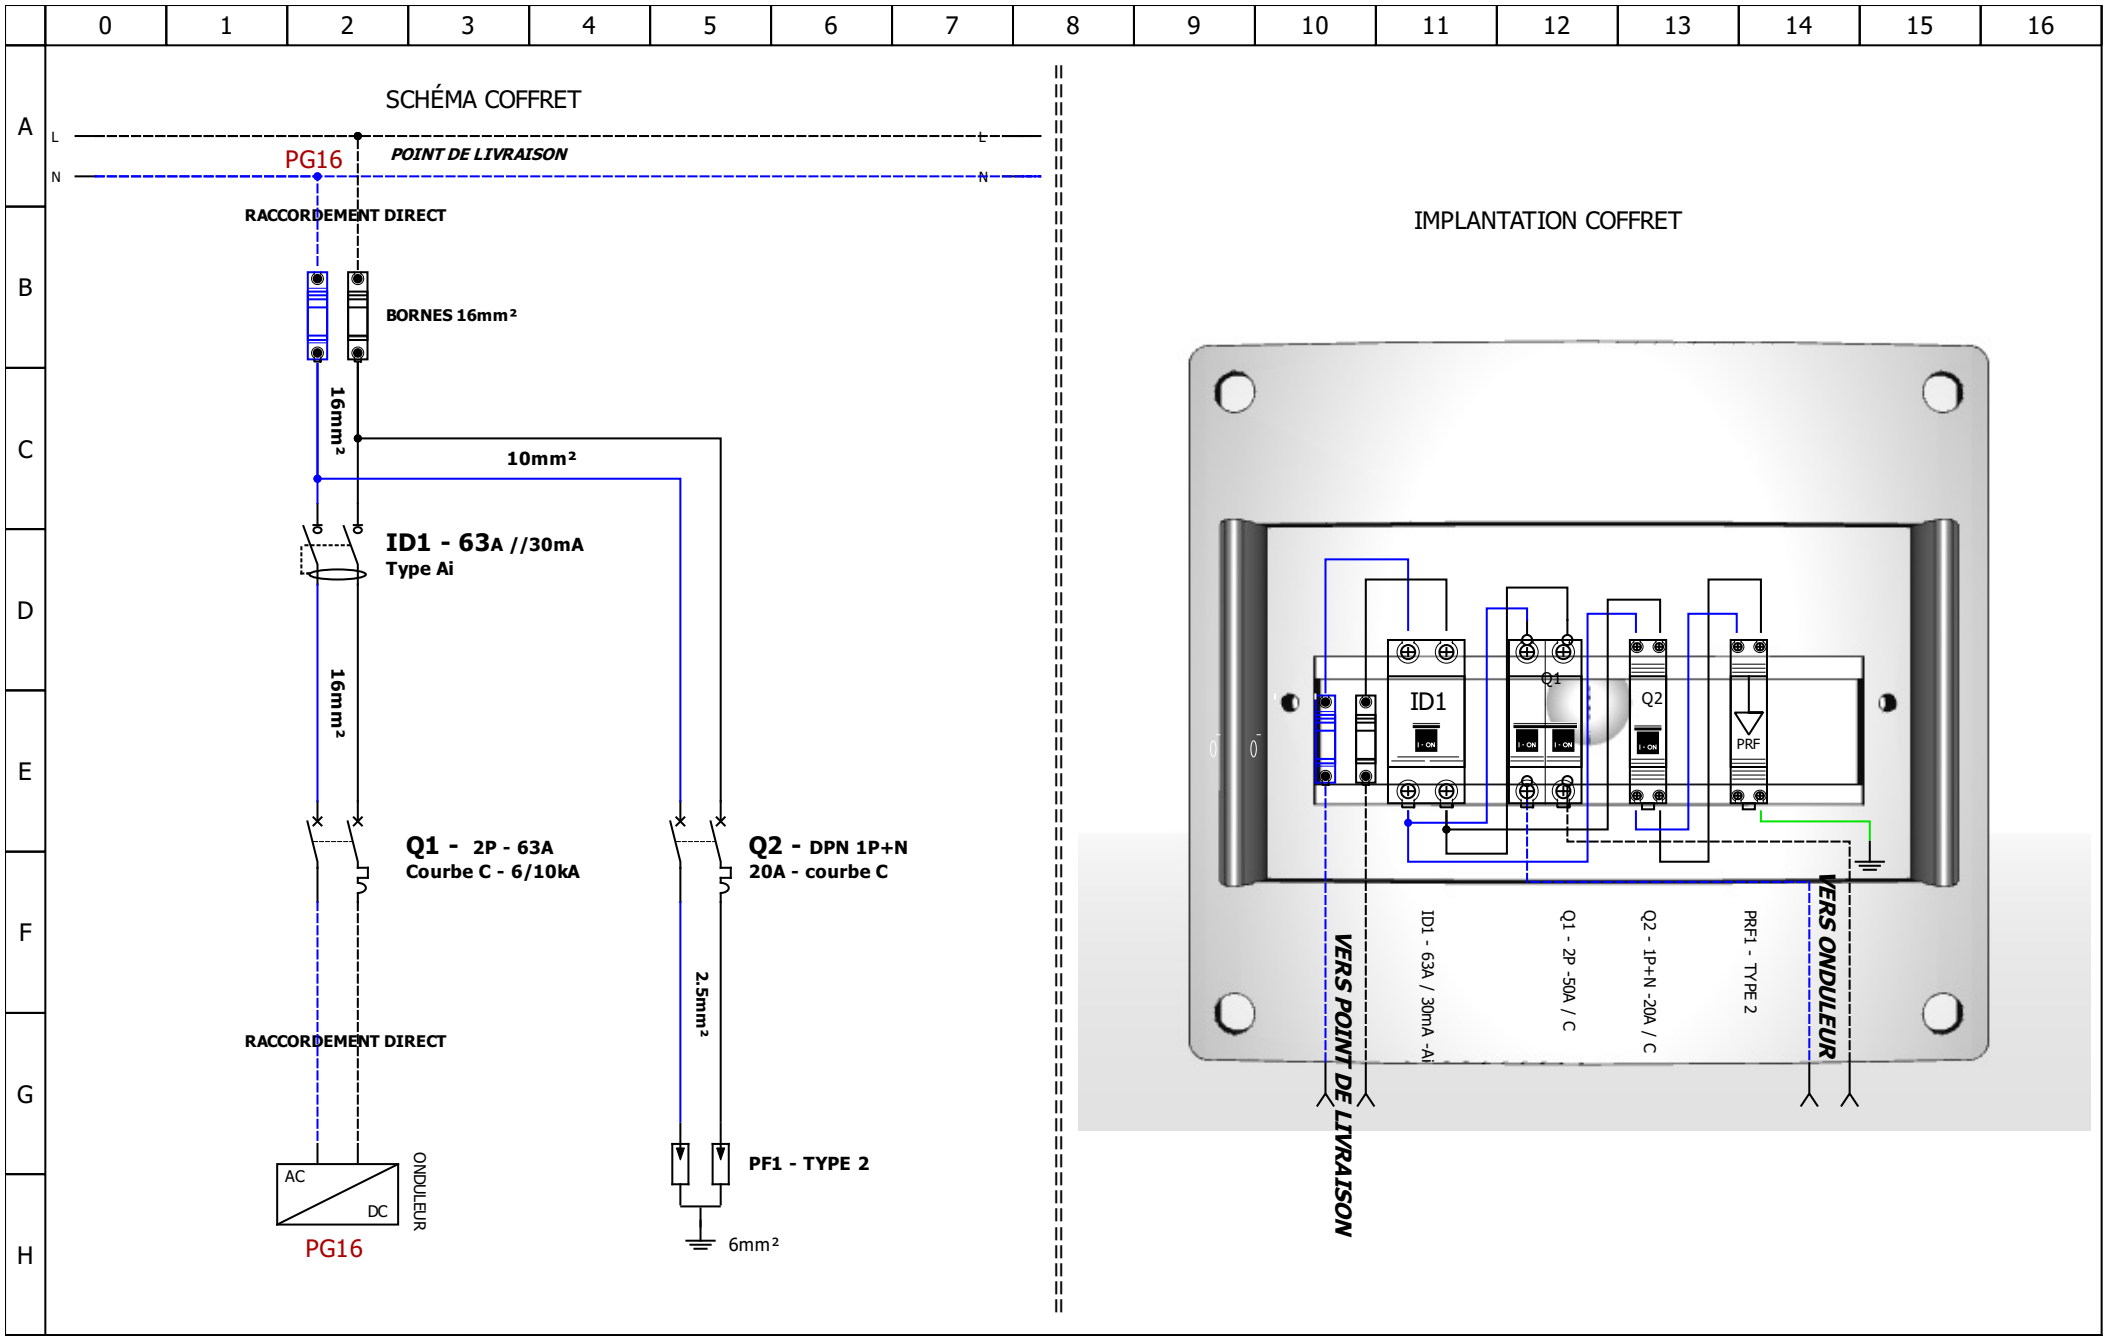 0 1 2 3 4 5 6 7 8 9 10 11 12 13 14 15 16
A
B
C
D
E
F
G
H
SCHÉMA COFFRET
L
L
PG16
POINT DE LIVRAISON
N
N
RACCORDEMENT DIRECT
BORNES 16mm²
16mm²
10mm²
ID1 - 63A //30mA
Type Ai
16mm²
Q1 - 2P - 63A
Courbe C - 6/10kA
Q2 - DPN 1P+N
20A - courbe C
2.5mm²
RACCORDEMENT DIRECT
AC
DC
ONDULEUR
PG16
PF1 - TYPE 2
6mm²
IMPLANTATION COFFRET
ID1
I - ON
Q1
I - ON
I - ON
Q2
I - ON
PRF
VERS POINT DE LIVRAISON
ID1 - 63A / 30mA -Ai
Q1 - 2P -50A / C
Q2 - 1P+N -20A / C
PRF1 - TYPE 2
VERS ONDULEUR